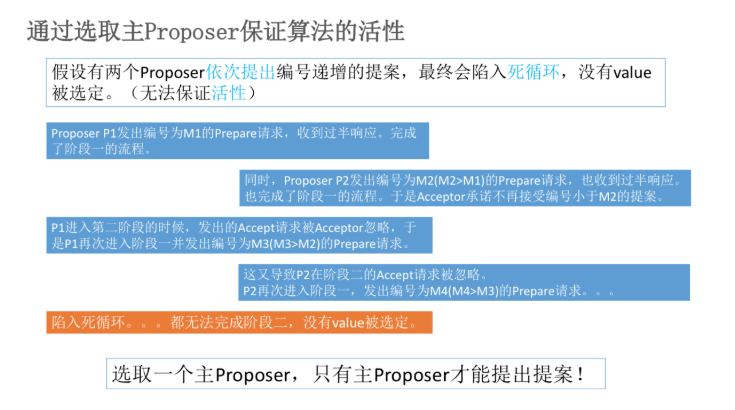 通过选取主Proposer保证算法的活性
假设有两个Proposer依次提出编号递增的提案，最终会陷入死循环，没有value
被选定。（无法保证活性）
Proposer P1发出编号为M1的Prepare请求，收到过半响应。完成
了阶段一的流程。
同时，Proposer P2发出编号为M2(M2>M1)的Prepare请求，也收到过半响应。
也完成了阶段一的流程。于是Acceptor承诺不再接受编号小于M2的提案。
P1进入第二阶段的时候，发出的Accept请求被Acceptor忽略，于
是P1再次进入阶段一并发出编号为M3(M3>M2)的Prepare请求。
这又导致P2在阶段二的Accept请求被忽略。
P2再次进入阶段一，发出编号为M4(M4>M3)的Prepare请求。。。
陷入死循环。。。都无法完成阶段二，没有value被选定。
选取一个主Proposer，只有主Proposer才能提出提案！